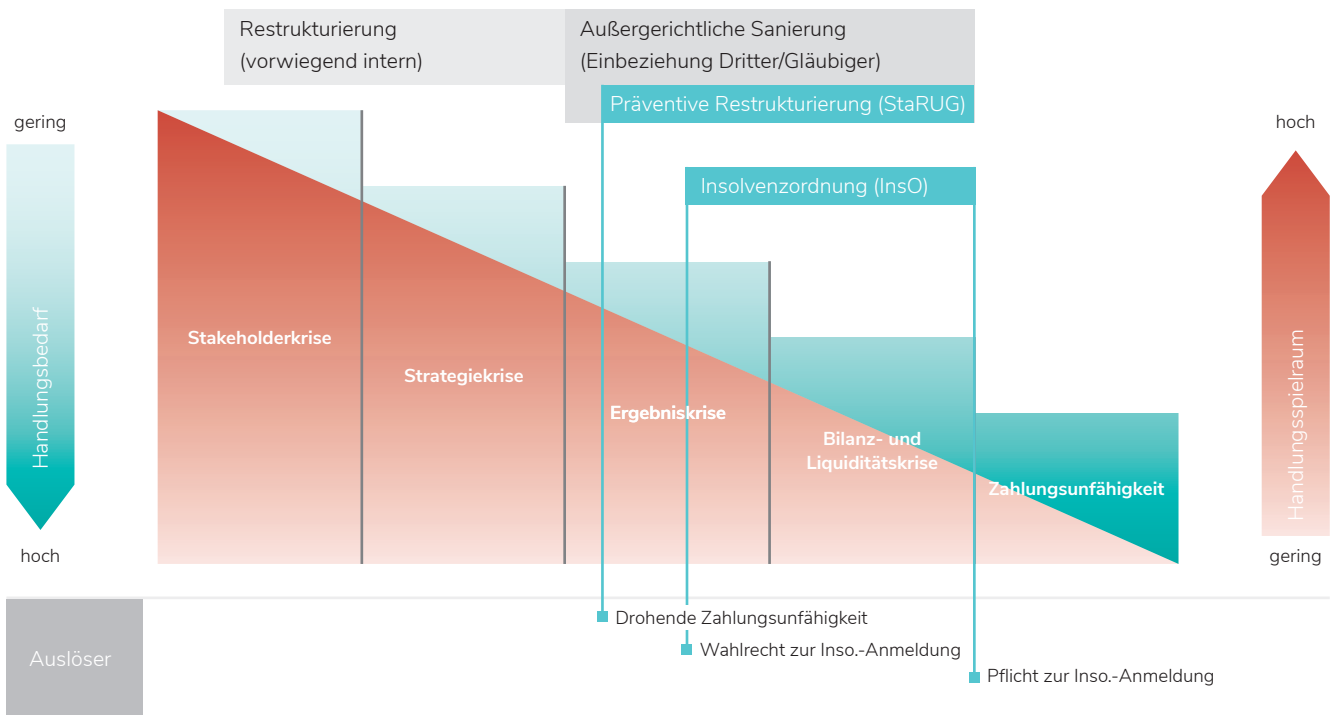 Restrukturierung
(vorwiegend intern)
Außergerichtliche Sanierung
(Einbeziehung Dritter/Gläubiger)
Präventive Restrukturierung (StaRUG)
Insolvenzordnung (InsO)
gering
Handlungsbedarf
hoch
hoch
Handlungsspielraum
gering
Stakeholderkrise
Strategiekrise
Ergebniskrise
Bilanz- und
Liquiditätskrise
Zahlungsunfähigkeit
Auslöser
Drohende Zahlungsunfähigkeit
Wahlrecht zur Inso.-Anmeldung
Pflicht zur Inso.-Anmeldung